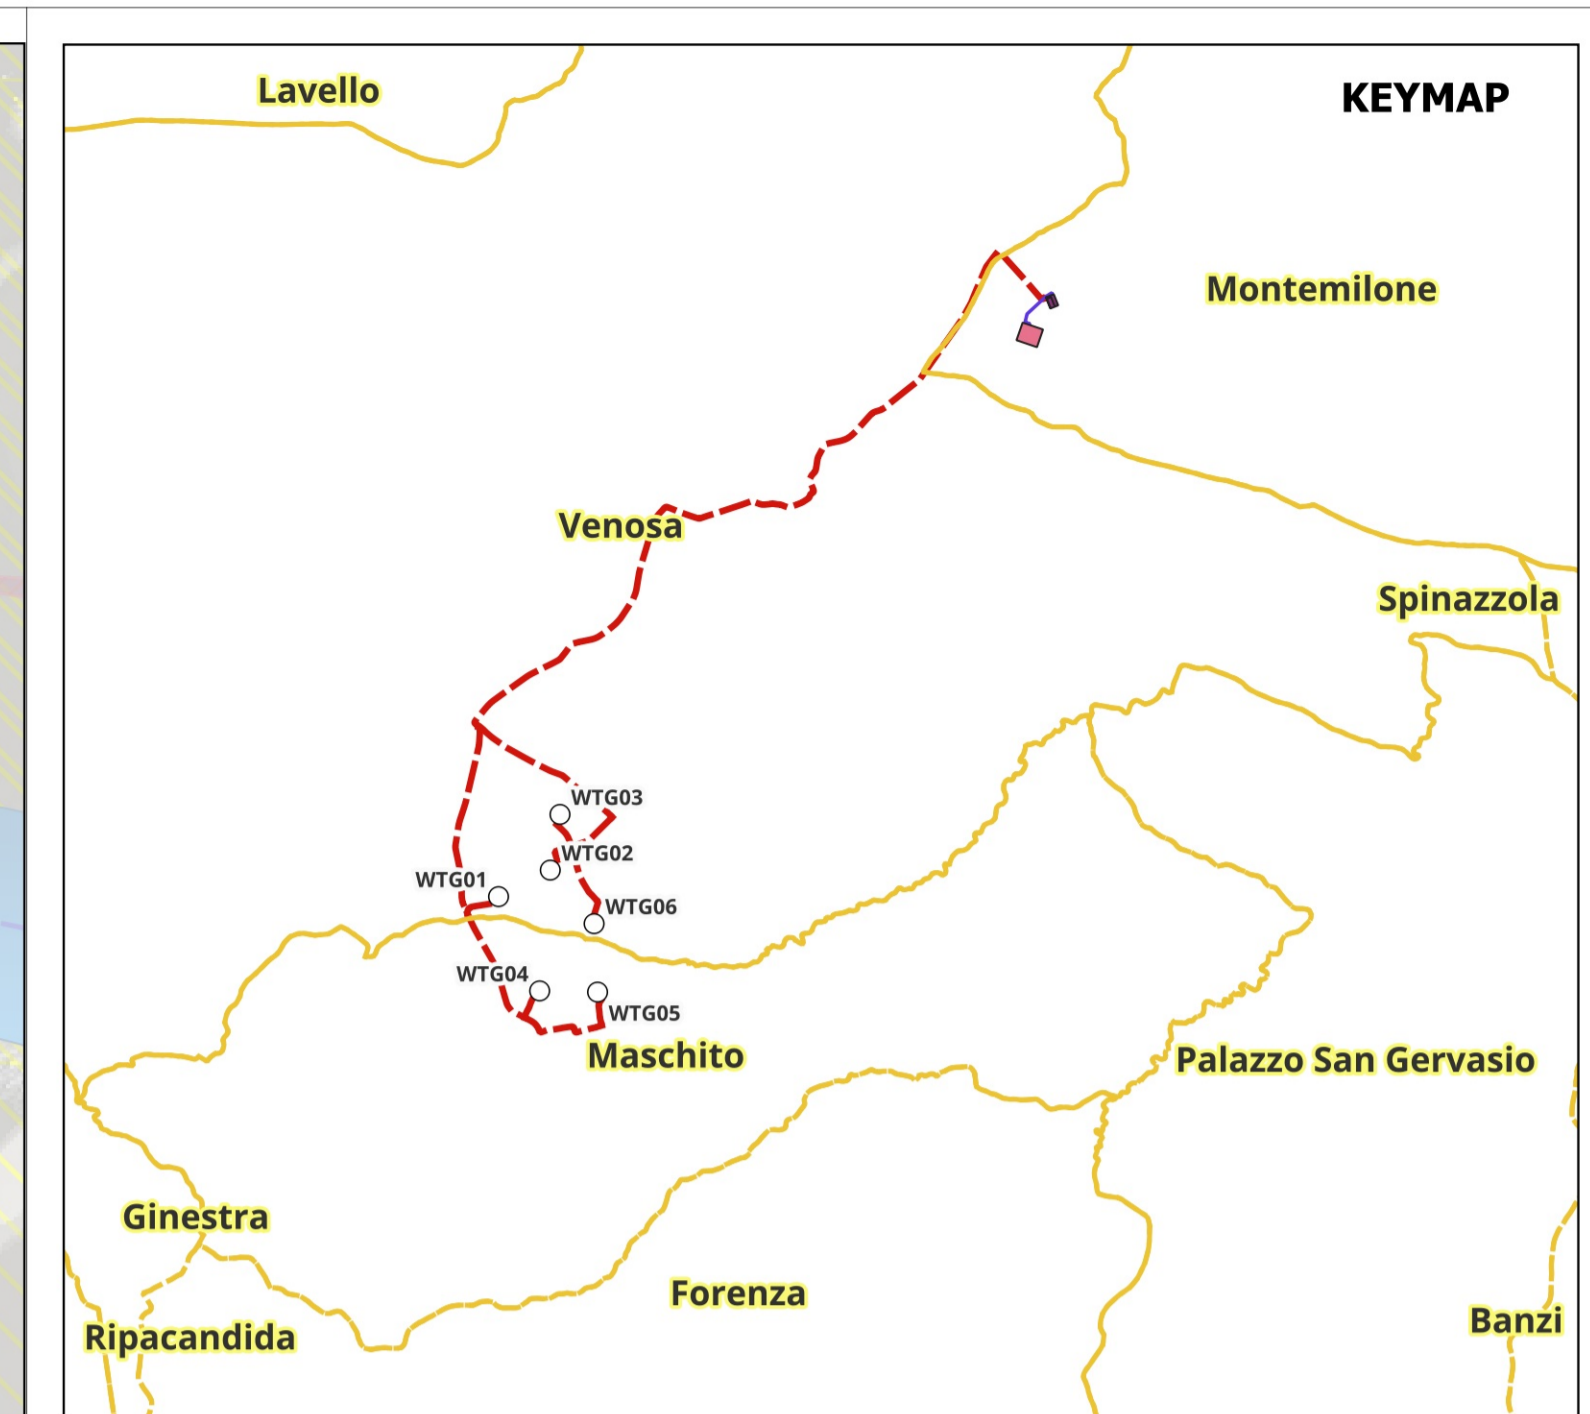 Lavello
KEYMAP
Montemilone
Venosa
Spinazzola
WTG03
WTG02
WTG01
WTG06
WTG04
WTG05
Maschito
Palazzo San Gervasio
Ginestra
Forenza
Banzi
Ripacandida